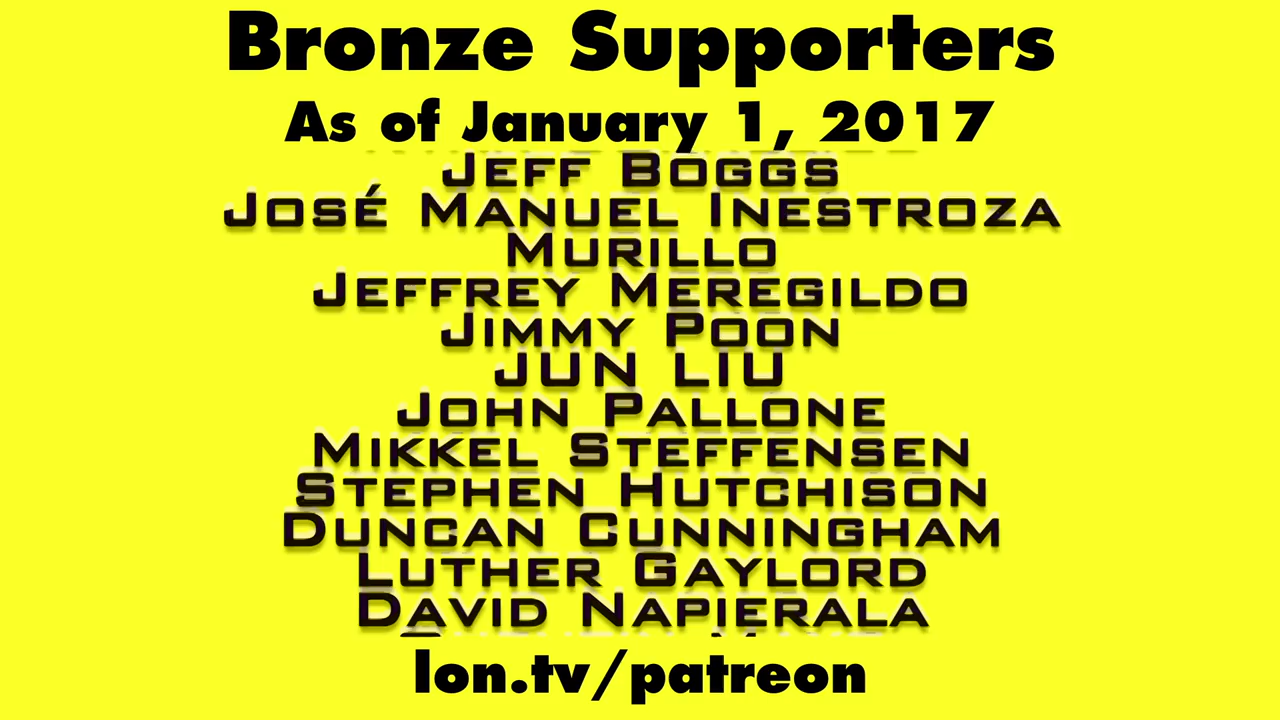 Bronze Supporters
As of January 1, 2017
JEFF BOGGS
JOSÉ MANUEL INESTROZA
MURILLO
JEFFREY MEREGILDO
JIMMY POON
JUN LIU
JOHN PALLONE
MIKKEL STEFFENSEN
STEPHEN HUTCHISON
DUNCAN CUNNINGHAM
LUTHER GAYLORD
DAVID NAPIERALA
lon.tv/patreon